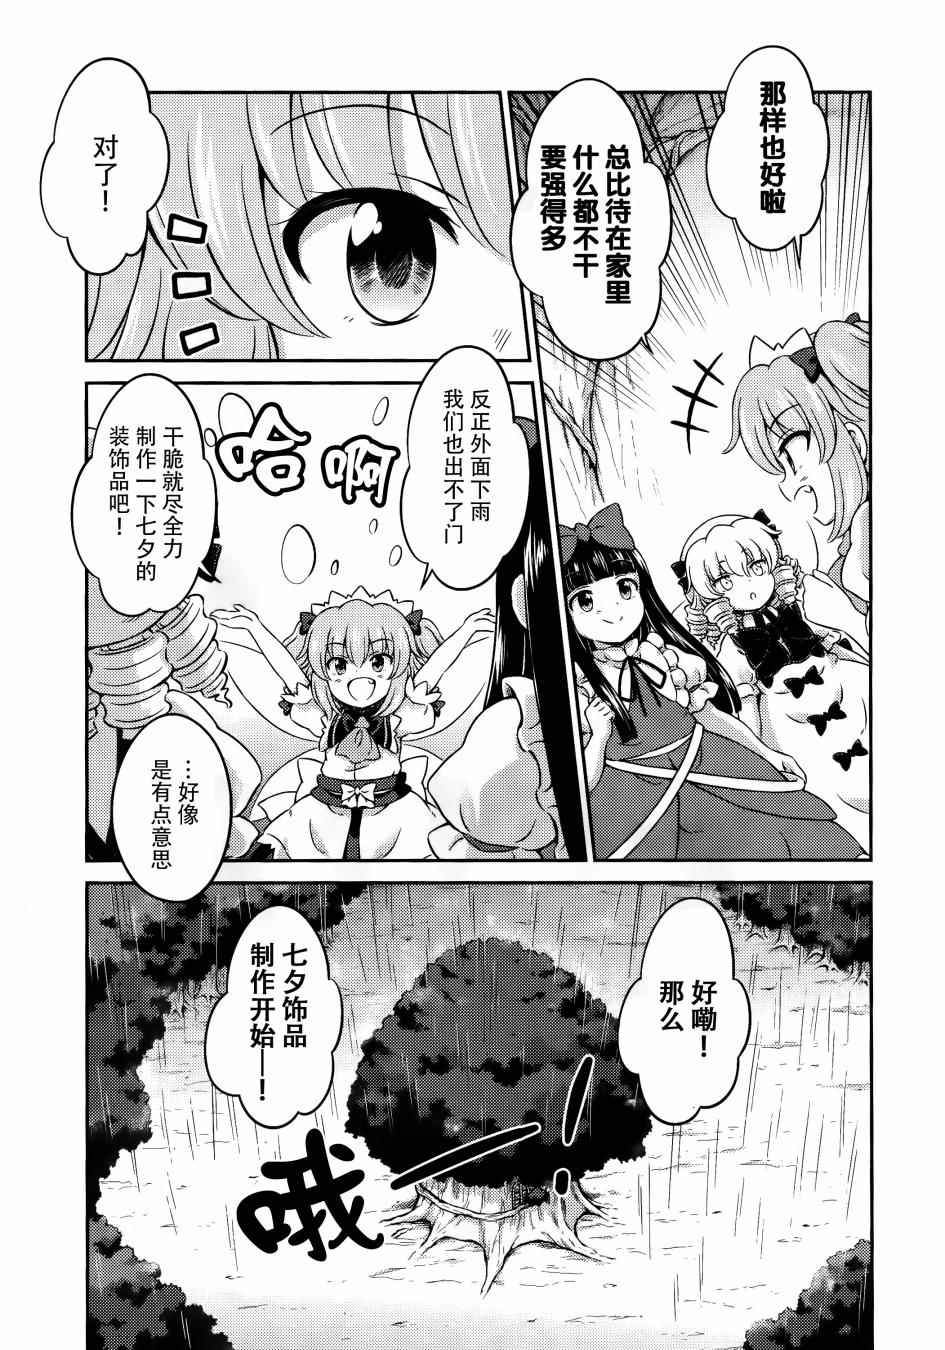 那样也好啦
总比待在家里
什么都不干
要强得多
对了！
反正外面下雨
我们也出不了门
哈
啊
干脆就尽全力
制作一下七夕的
装饰品吧！
…好像
是有点意思
好嘞！
那么
七夕饰品
制作开始—！
哦——！